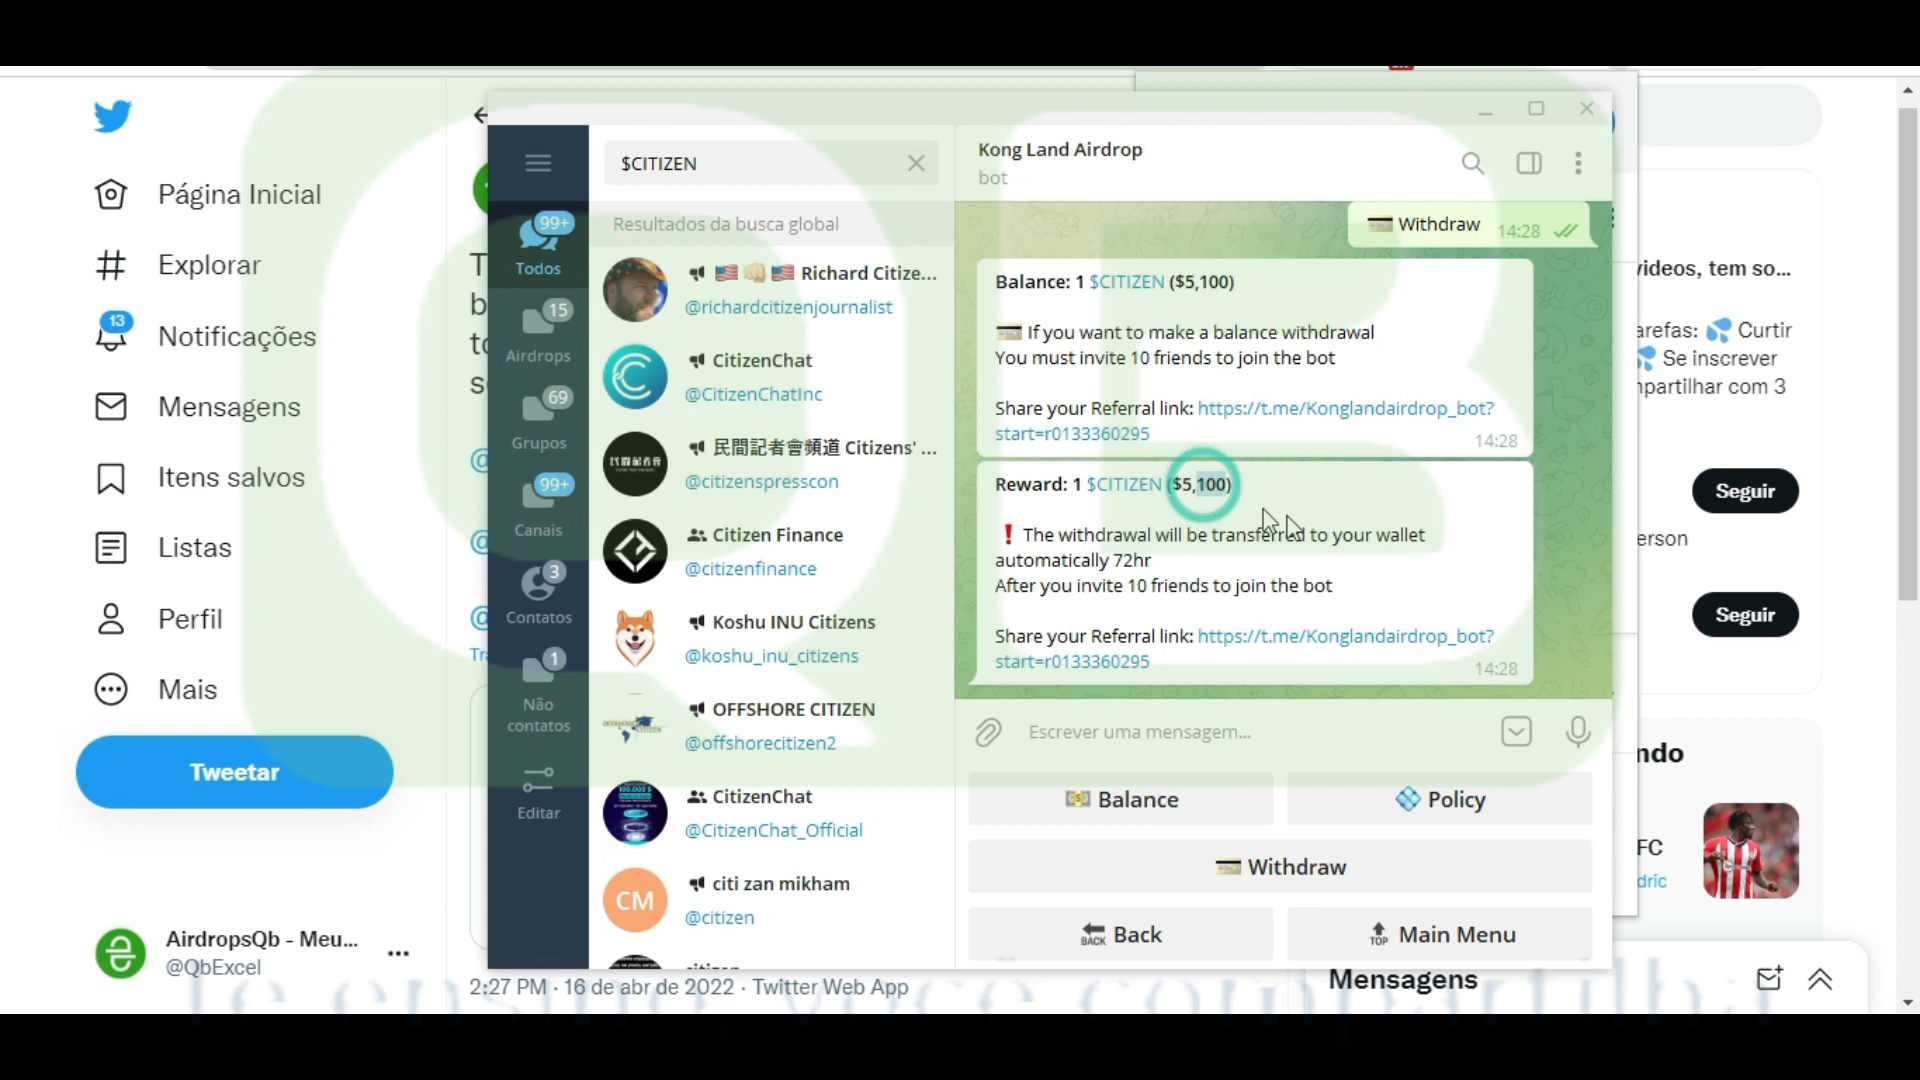 Página Inicial
Explorar
13
Notificações
Mensagens
Itens salvos
Listas
Perfil
Mais
Tweetar
AirdropsQb - Meu...
@QbExcel
2:27 PM · 16 de abr de 2022 · Twitter Web App
99+
Todos
15
Airdrops
69
Grupos
99+
Canais
3
Contatos
1
Não
contatos
Editar
$CITIZEN
Resultados da busca global
Richard Citize...
@richardcitizenjournalist
CitizenChat
@CitizenChatInc
民間記者會頻道 Citizens' ...
@citizenspresscon
Citizen Finance
@citizenfinance
Koshu INU Citizens
@koshu_inu_citizens
OFFSHORE CITIZEN
@offshorecitizen2
CitizenChat
@CitizenChat_Official
CM
citi zan mikham
@citizen
Kong Land Airdrop
bot
Withdraw 14:28
Balance: 1 $CITIZEN ($5,100)
If you want to make a balance withdrawal
You must invite 10 friends to join the bot
Share your Referral link: https://t.me/Konglandairdrop_bot?
start=r0133360295
14:28
Reward: 1 $CITIZEN ($5,100)
❗ The withdrawal will be transferred to your wallet
automatically 72hr
After you invite 10 friends to join the bot
Share your Referral link: https://t.me/Konglandairdrop_bot?
start=r0133360295
14:28
Escrever uma mensagem...
Balance
Policy
Withdraw
BACK Back
TOP Main Menu
videos, tem so...
arefas: 💦 Curtir
💦 Se inscrever
mpartilhar com 3
Seguir
erson
Seguir
ndo
FC
dric
Mensagens
Te ensino, você compartilha